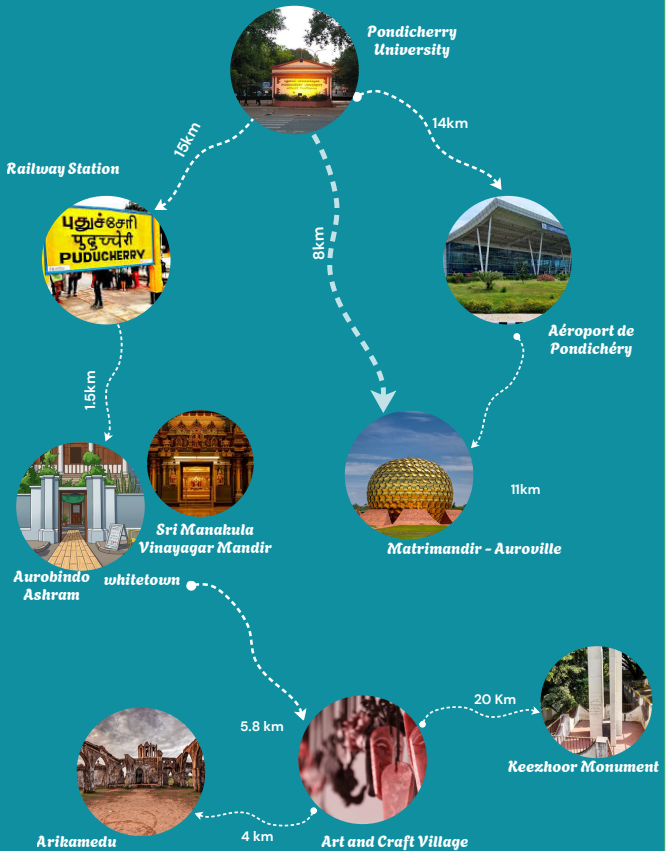 Pondicherry
University
15km
14km
Railway Station
புதுச்சேரி
पुदुच्चेरी
PUDUCHERRY
8km
Aéroport de
Pondichéry
1.5km
11km
Sri Manakula
Vinayagar Mandir
Matrimandir - Auroville
Aurobindo
Ashram
whitetown
20 Km
5.8 km
Keezhoor Monument
4 km
Arikamedu
Art and Craft Village